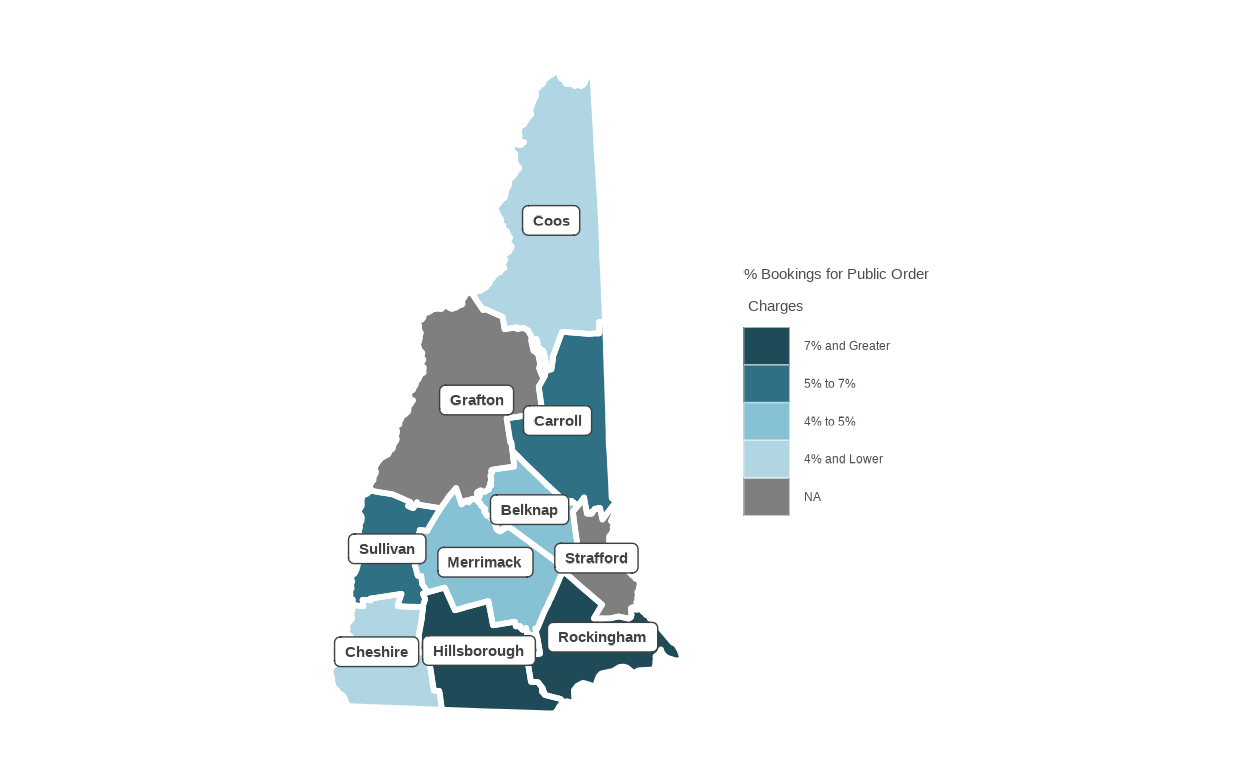 Coos
% Bookings for Public Order
Charges
7% and Greater
5% to 7%
4% to 5%
4% and Lower
NA
Grafton
Carroll
Belknap
Sullivan
Merrimack
Strafford
Rockingham
Cheshire
Hillsborough